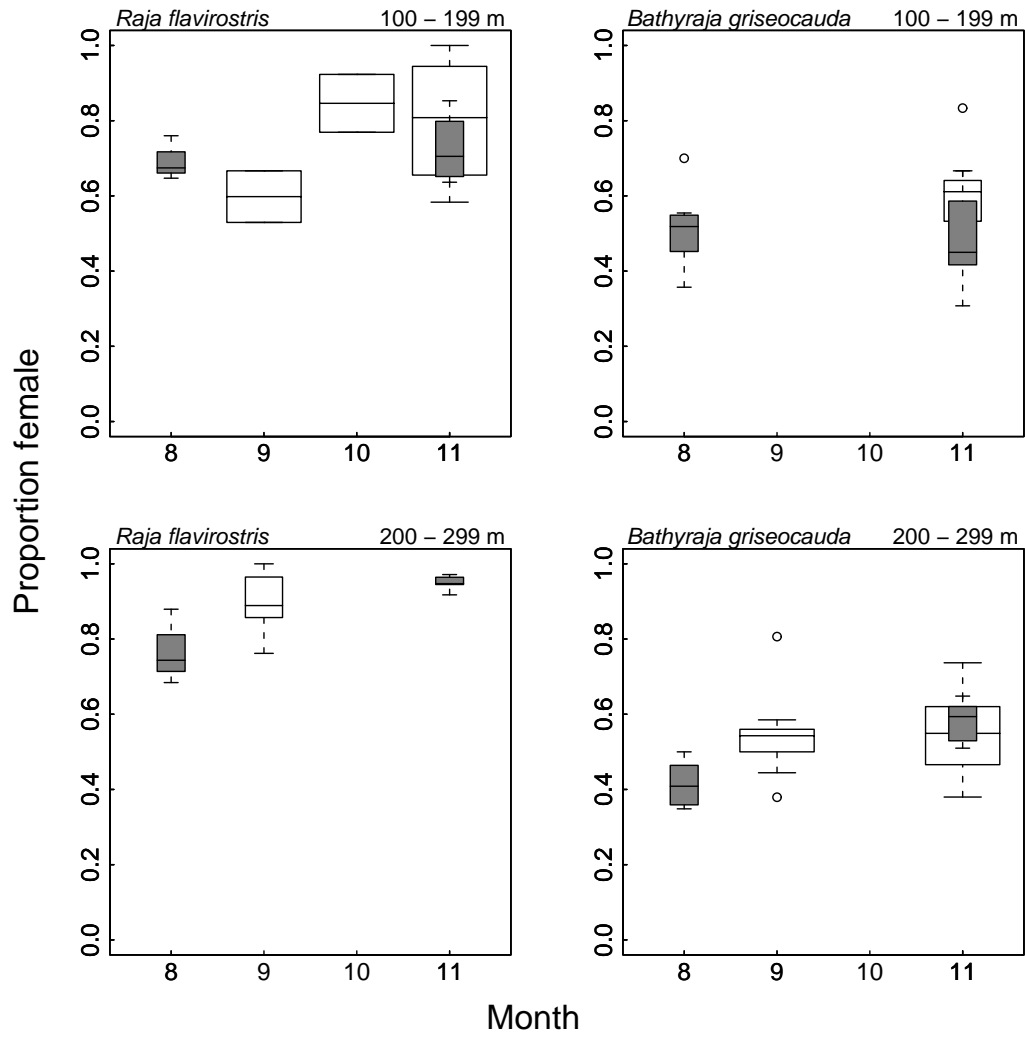 Raja flavirostris 100 – 199 m
1.0
0.8
0.6
0.4
0.2
0.0
8 9 10 11
Bathyraja griseocauda 100 – 199 m
1.0
0.8
0.6
0.4
0.2
0.0
8 9 10 11
Proportion female
Raja flavirostris 200 – 299 m
1.0
0.8
0.6
0.4
0.2
0.0
8 9 10 11
Bathyraja griseocauda 200 – 299 m
1.0
0.8
0.6
0.4
0.2
0.0
8 9 10 11
Month